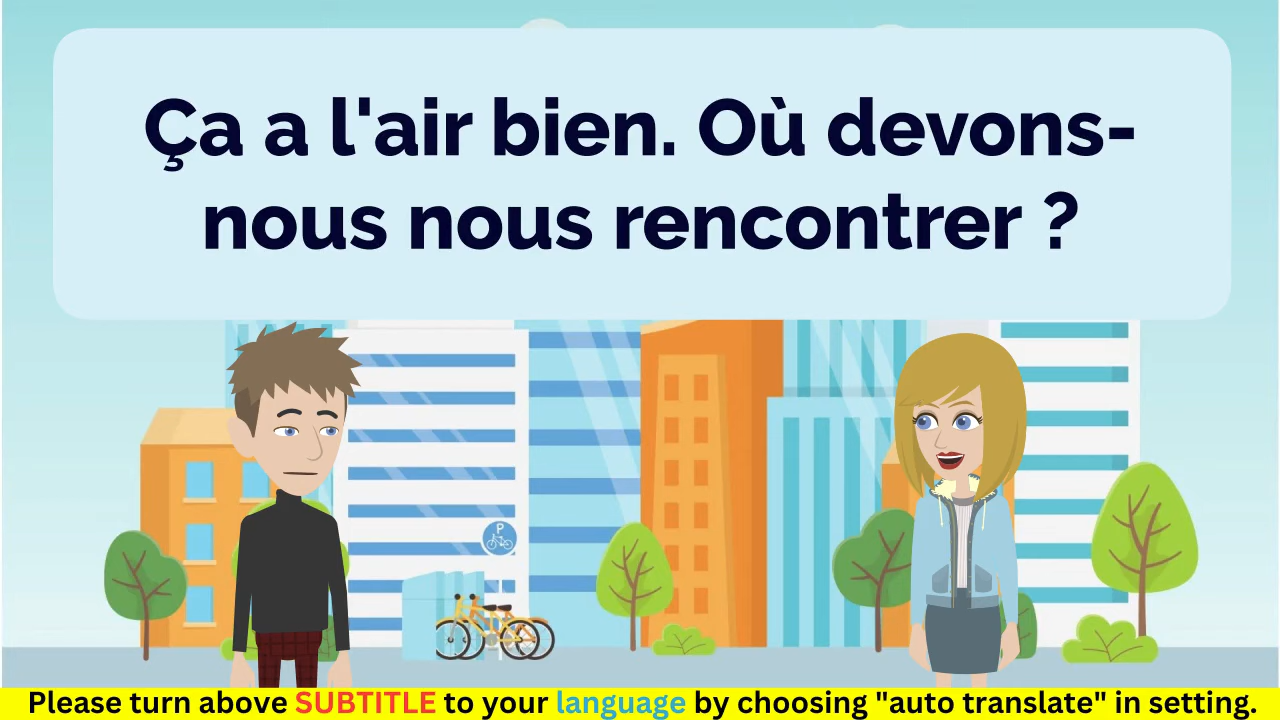 Ça a l'air bien. Où devons-
nous nous rencontrer ?
P
Please turn above SUBTITLE to your language by choosing "auto translate" in setting.